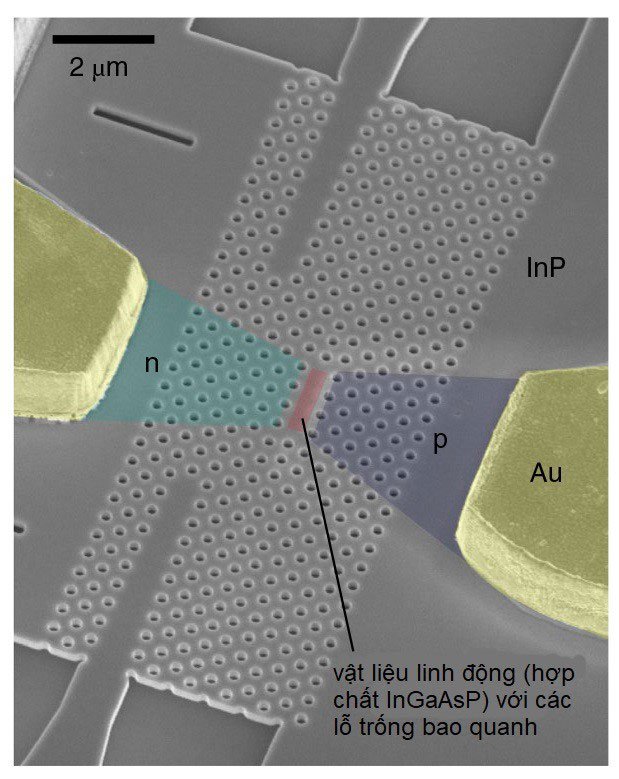 2 μm
InP
n
p
Au
vật liệu linh động (hợp
chất InGaAsP) với các
lỗ trống bao quanh